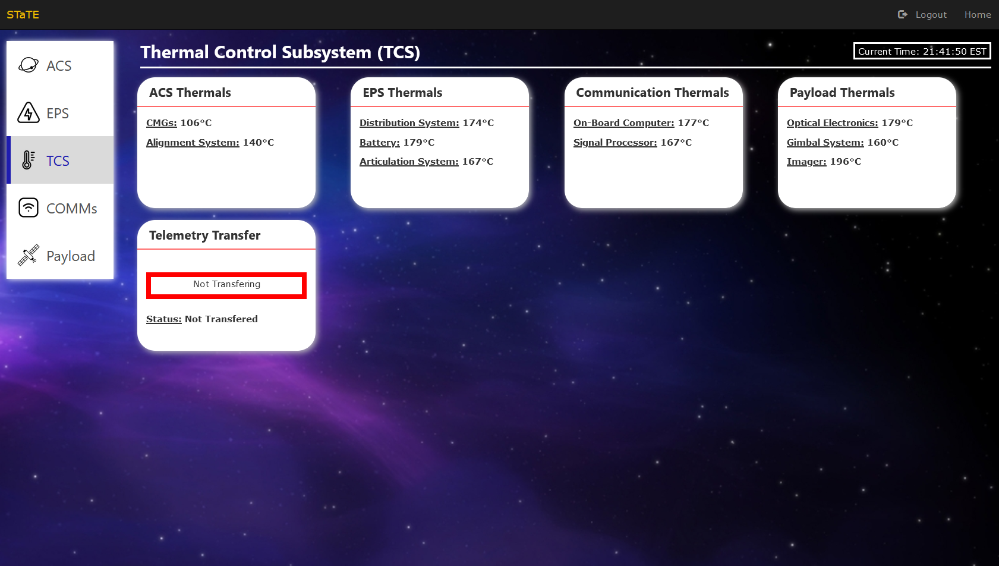 STaTE
Logout
Home
ACS
EPS
TCS
COMMs
Payload
Thermal Control Subsystem (TCS)
Current Time: 21:41:50 EST
ACS Thermals
CMGs: 106°C
Alignment System: 140°C
EPS Thermals
Distribution System: 174°C
Battery: 179°C
Articulation System: 167°C
Communication Thermals
On-Board Computer: 177°C
Signal Processor: 167°C
Payload Thermals
Optical Electronics: 179°C
Gimbal System: 160°C
Imager: 196°C
Telemetry Transfer
Not Transfering
Status: Not Transfered